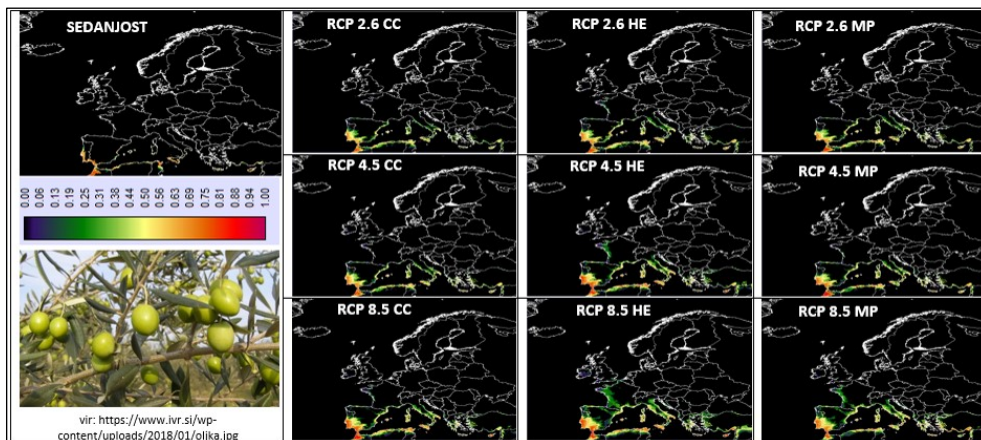 SEDANJOST
RCP 2.6 CC
RCP 2.6 HE
RCP 2.6 MP
RCP 4.5 CC
RCP 4.5 HE
RCP 4.5 MP
0.00 0.06 0.13 0.19 0.25 0.31 0.38 0.44 0.50 0.56 0.63 0.69 0.75 0.81 0.88 0.94 1.00
RCP 8.5 CC
RCP 8.5 HE
RCP 8.5 MP
vir: https://www.ivr.si/wp-
content/uploads/2018/01/oljka.jpg